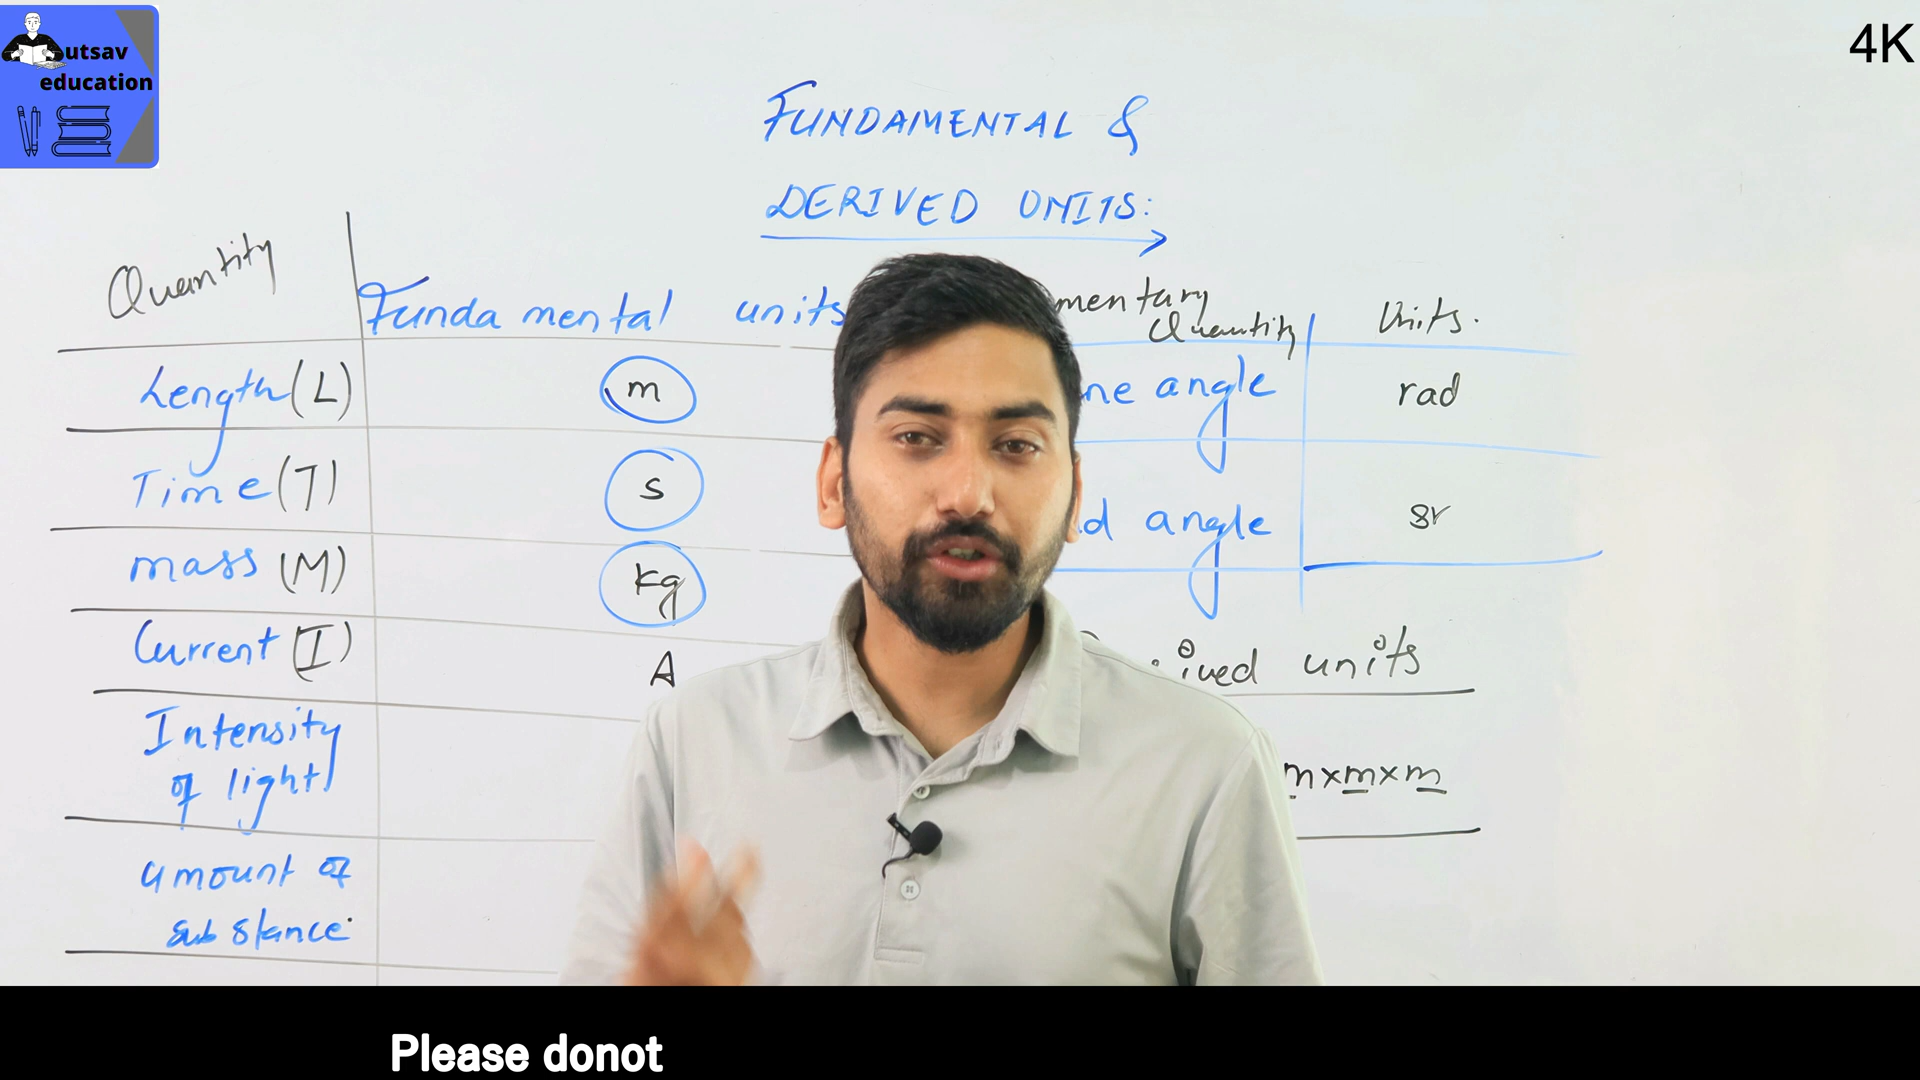 utsav
education
4K
FUNDAMENTAL &
DERIVED UNITS:
Quantity
Fundamental units
mentary
Quantity
Units.
Length (L)
m
ne angle
rad
Time (T)
s
d angle
sr
mass (M)
kg
Current (I)
A
ived units
Intensity
of light
m×m×m
amount of
substance
Please donot